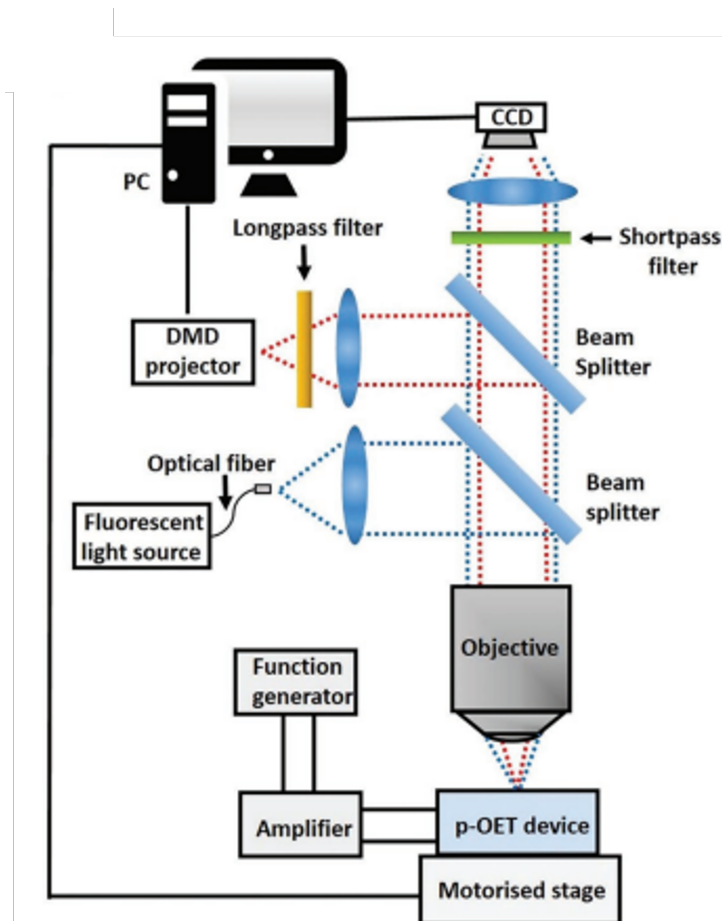 CCD
PC
Longpass filter
Shortpass
filter
DMD
projector
Beam
Splitter
Optical fiber
Beam
splitter
Fluorescent
light source
Objective
Function
generator
Amplifier
p-OET device
Motorised stage